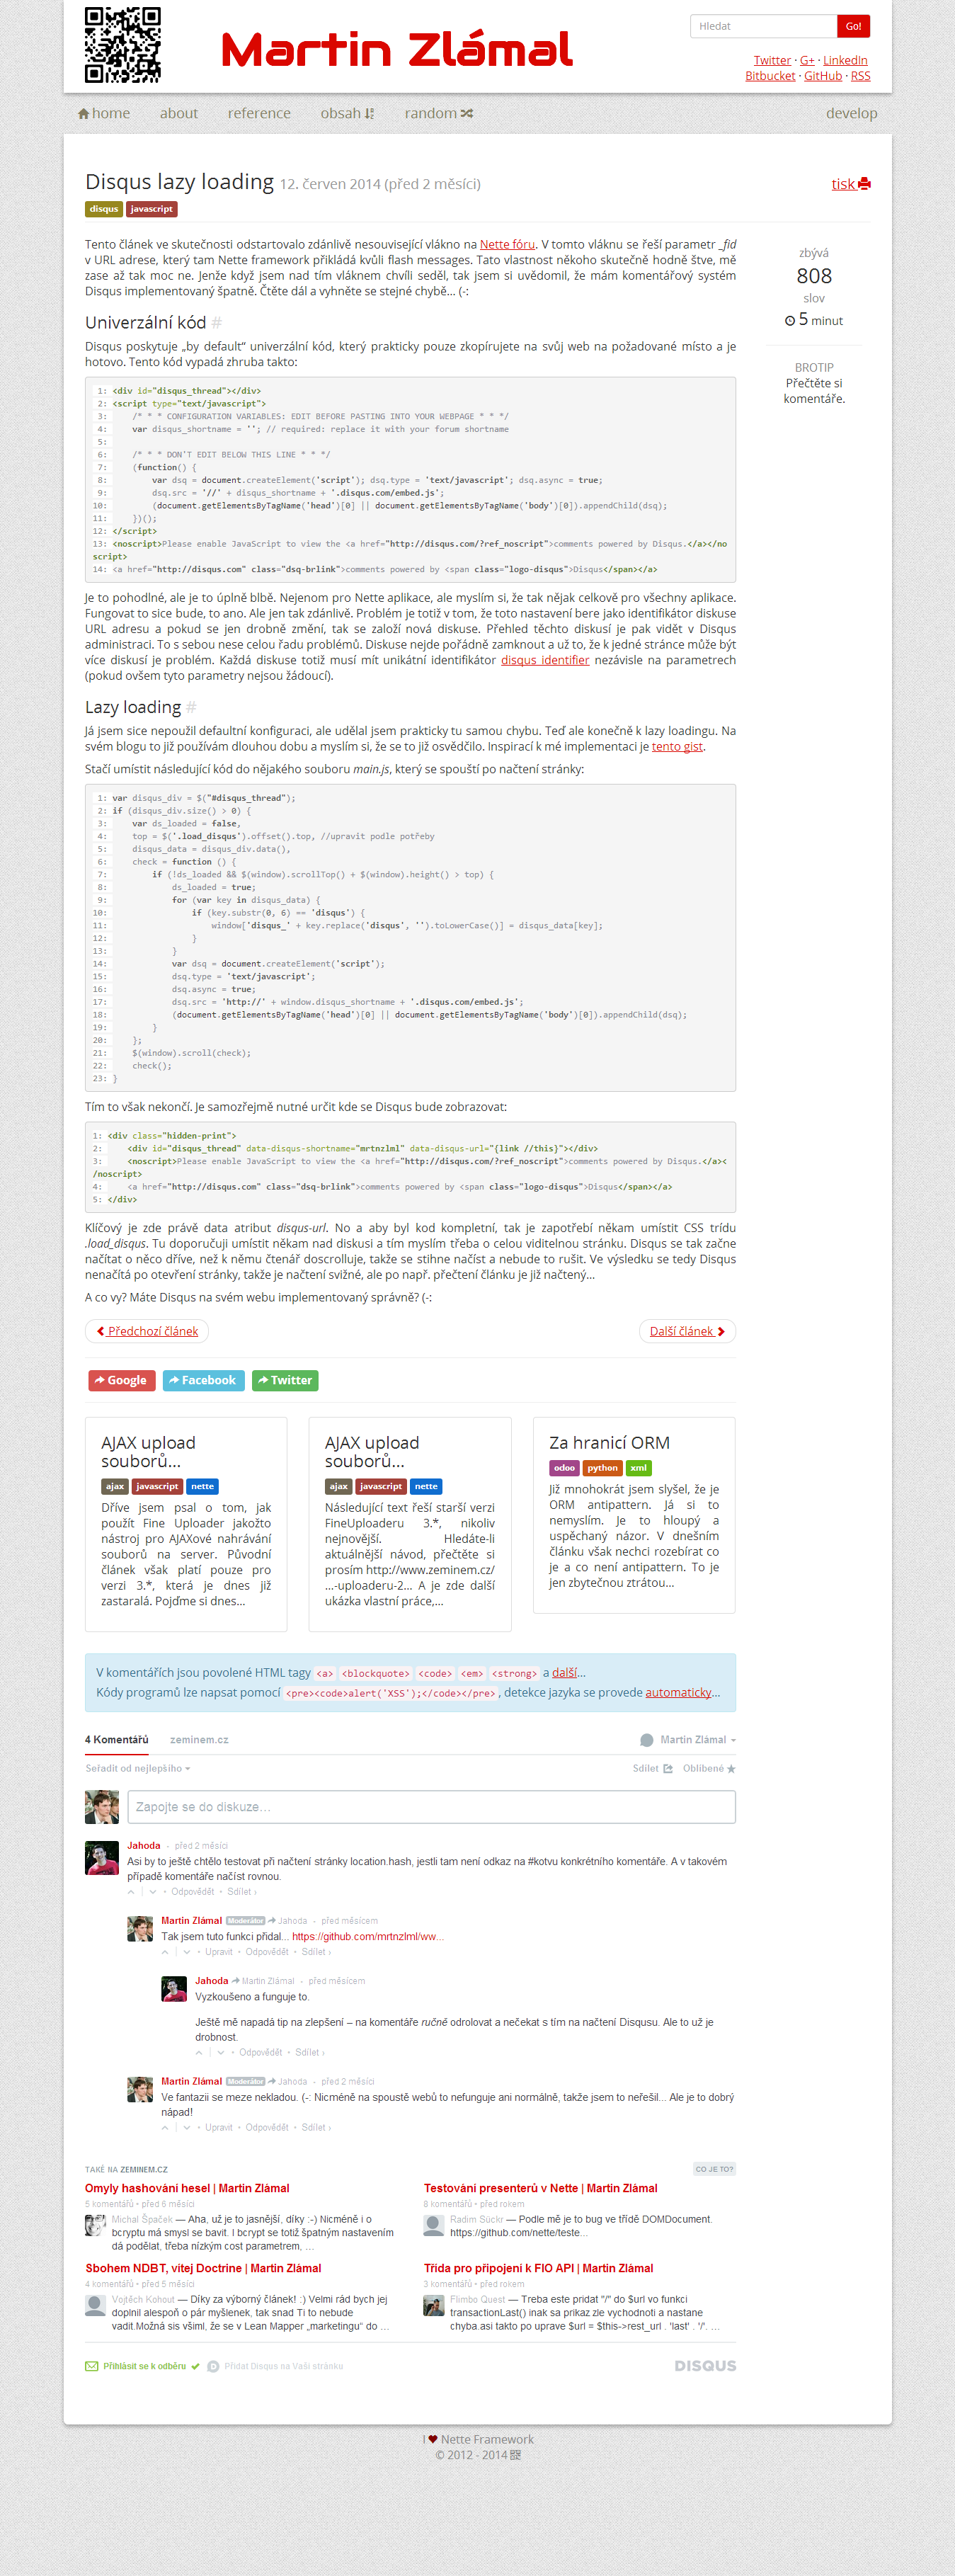 Martin Zlámal
Hledat
Go!
Twitter · G+ · LinkedIn
Bitbucket · GitHub · RSS
home about reference obsah random develop
Disqus lazy loading 12. červen 2014 (před 2 měsíci)
tisk
disqus javascript
Tento článek ve skutečnosti odstartovalo zdánlivě nesouvisející vlákno na Nette fóru. V tomto vláknu se řeší parametr _fid
v URL adrese, který tam Nette framework přikládá kvůli flash messages. Tato vlastnost někoho skutečně hodně štve, mě
zase až tak moc ne. Jenže když jsem nad tím vláknem chvíli seděl, tak jsem si uvědomil, že mám komentářový systém
Disqus implementovaný špatně. Čtěte dál a vyhněte se stejné chybě... (-:
zbývá
808
slov
5 minut
BROTIP
Přečtěte si
komentáře.
Univerzální kód #
Disqus poskytuje „by default“ univerzální kód, který prakticky pouze zkopírujete na svůj web na požadované místo a je
hotovo. Tento kód vypadá zhruba takto:
1: <div id="disqus_thread"></div>
2: <script type="text/javascript">
3: /* * * CONFIGURATION VARIABLES: EDIT BEFORE PASTING INTO YOUR WEBPAGE * * */
4: var disqus_shortname = ''; // required: replace it with your forum shortname
5:
6: /* * * DON'T EDIT BELOW THIS LINE * * */
7: (function() {
8: var dsq = document.createElement('script'); dsq.type = 'text/javascript'; dsq.async = true;
9: dsq.src = '//' + disqus_shortname + '.disqus.com/embed.js';
10: (document.getElementsByTagName('head')[0] || document.getElementsByTagName('body')[0]).appendChild(dsq);
11: })();
12: </script>
13: <noscript>Please enable JavaScript to view the <a href="http://disqus.com/?ref_noscript">comments powered by Disqus.</a></no
script>
14: <a href="http://disqus.com" class="dsq-brlink">comments powered by <span class="logo-disqus">Disqus</span></a>
Je to pohodlné, ale je to úplně blbě. Nejenom pro Nette aplikace, ale myslím si, že tak nějak celkově pro všechny aplikace.
Fungovat to sice bude, to ano. Ale jen tak zdánlivě. Problém je totiž v tom, že toto nastavení bere jako identifikátor diskuse
URL adresu a pokud se jen drobně změní, tak se založí nová diskuse. Přehled těchto diskusí je pak vidět v Disqus
administraci. To s sebou nese celou řadu problémů. Diskuse nejde pořádně zamknout a už to, že k jedné stránce může být
více diskusí je problém. Každá diskuse totiž musí mít unikátní identifikátor disqus identifier nezávisle na parametrech
(pokud ovšem tyto parametry nejsou žádoucí).
Lazy loading #
Já jsem sice nepoužil defaultní konfiguraci, ale udělal jsem prakticky tu samou chybu. Teď ale konečně k lazy loadingu. Na
svém blogu to již používám dlouhou dobu a myslím si, že se to již osvědčilo. Inspirací k mé implementaci je tento gist.
Stačí umístit následující kód do nějakého souboru main.js, který se spouští po načtení stránky:
1: var disqus_div = $("#disqus_thread");
2: if (disqus_div.size() > 0) {
3: var ds_loaded = false,
4: top = $('.load_disqus').offset().top, //upravit podle potřeby
5: disqus_data = disqus_div.data(),
6: check = function () {
7: if (!ds_loaded && $(window).scrollTop() + $(window).height() > top) {
8: ds_loaded = true;
9: for (var key in disqus_data) {
10: if (key.substr(0, 6) == 'disqus') {
11: window['disqus_' + key.replace('disqus', '').toLowerCase()] = disqus_data[key];
12: }
13: }
14: var dsq = document.createElement('script');
15: dsq.type = 'text/javascript';
16: dsq.async = true;
17: dsq.src = 'http://' + window.disqus_shortname + '.disqus.com/embed.js';
18: (document.getElementsByTagName('head')[0] || document.getElementsByTagName('body')[0]).appendChild(dsq);
19: }
20: };
21: $(window).scroll(check);
22: check();
23: }
Tím to však nekončí. Je samozřejmě nutné určit kde se Disqus bude zobrazovat:
1: <div class="hidden-print">
2: <div id="disqus_thread" data-disqus-shortname="mrtnzlml" data-disqus-url="{link //this}"></div>
3: <noscript>Please enable JavaScript to view the <a href="http://disqus.com/?ref_noscript">comments powered by Disqus.</a><
/noscript>
4: <a href="http://disqus.com" class="dsq-brlink">comments powered by <span class="logo-disqus">Disqus</span></a>
5: </div>
Klíčový je zde právě data atribut disqus-url. No a aby byl kod kompletní, tak je zapotřebí někam umístit CSS trídu
.load_disqus. Tu doporučuji umístit někam nad diskusi a tím myslím třeba o celou viditelnou stránku. Disqus se tak začne
načítat o něco dříve, než k němu čtenář doscrolluje, takže se stihne načíst a nebude to rušit. Ve výsledku se tedy Disqus
nenačítá po otevření stránky, takže je načtení svižné, ale po např. přečtení článku je již načtený...
A co vy? Máte Disqus na svém webu implementovaný správně? (-:
Předchozí článek
Další článek
Google Facebook Twitter
AJAX upload
souborů...
ajax javascript nette
Dříve jsem psal o tom, jak
použít Fine Uploader jakožto
nástroj pro AJAXové nahrávání
souborů na server. Původní
článek však platí pouze pro
verzi 3.*, která je dnes již
zastaralá. Pojďme si dnes...
AJAX upload
souborů...
ajax javascript nette
Následující text řeší starší verzi
FineUploaderu 3.*, nikoliv
nejnovější. Hledáte-li
aktuálnější návod, přečtěte si
prosím http://www.zeminem.cz/
...-uploaderu-2... A je zde další
ukázka vlastní práce,...
Za hranicí ORM
odoo python xml
Již mnohokrát jsem slyšel, že je
ORM antipattern. Já si to
nemyslím. Je to hloupý a
uspěchaný názor. V dnešním
článku však nechci rozebírat co
je a co není antipattern. To je
jen zbytečnou ztrátou...
V komentářích jsou povolené HTML tagy <a> <blockquote> <code> <em> <strong> a další...
Kódy programů lze napsat pomocí <pre><code>alert('XSS');</code></pre>, detekce jazyka se provede automaticky...
4 Komentářů zeminem.cz Martin Zlámal
Seřadit od nejlepšího Sdílet Oblíbené
Zapojte se do diskuze...
Jahoda • před 2 měsíci
Asi by to ještě chtělo testovat při načtení stránky location.hash, jestli tam není odkaz na #kotvu konkrétního komentáře. A v takovém
případě komentáře načíst rovnou.
• Odpovědět • Sdílet ›
Martin Zlámal Moderátor Jahoda • před měsícem
Tak jsem tuto funkci přidal... https://github.com/mrtnzlml/ww...
• Upravit • Odpovědět • Sdílet ›
Jahoda Martin Zlámal • před měsícem
Vyzkoušeno a funguje to.
Ještě mě napadá tip na zlepšení – na komentáře ručně odrolovat a nečekat s tím na načtení Disqusu. Ale to už je
drobnost.
• Odpovědět • Sdílet ›
Martin Zlámal Moderátor Jahoda • před 2 měsíci
Ve fantazii se meze nekladou. (-: Nicméně na spoustě webů to nefunguje ani normálně, takže jsem to neřešil... Ale je to dobrý
nápad!
• Upravit • Odpovědět • Sdílet ›
TAKÉ NA ZEMINEM.CZ
CO JE TO?
Omyly hashování hesel | Martin Zlámal
5 komentářů • před 6 měsíci
Michal Špaček — Aha, už je to jasnější, díky :-) Nicméně i o
bcryptu má smysl se bavit. I bcrypt se totiž špatným nastavením
dá podělat, třeba nízkým cost parametrem, …
Testování presenterů v Nette | Martin Zlámal
8 komentářů • před rokem
Radim Sückr — Podle mě je to bug ve třídě DOMDocument.
https://github.com/nette/teste...
Sbohem NDBT, vítej Doctrine | Martin Zlámal
4 komentářů • před 5 měsíci
Vojtěch Kohout — Díky za výborný článek! :) Velmi rád bych jej
doplnil alespoň o pár myšlenek, tak snad Ti to nebude
vadit.Možná sis všiml, že se v Lean Mapper „marketingu“ do …
Třída pro připojení k FIO API | Martin Zlámal
3 komentářů • před rokem
Flimbo Quest — Treba este pridat "/" do $url vo funkci
transactionLast() inak sa prikaz zle vychodnoti a nastane
chyba.asi takto po uprave $url = $this->rest_url . 'last' . '/'. …
Přihlásit se k odběru Přidat Disqus na Vaší stránku DISQUS
I Nette Framework
© 2012 - 2014